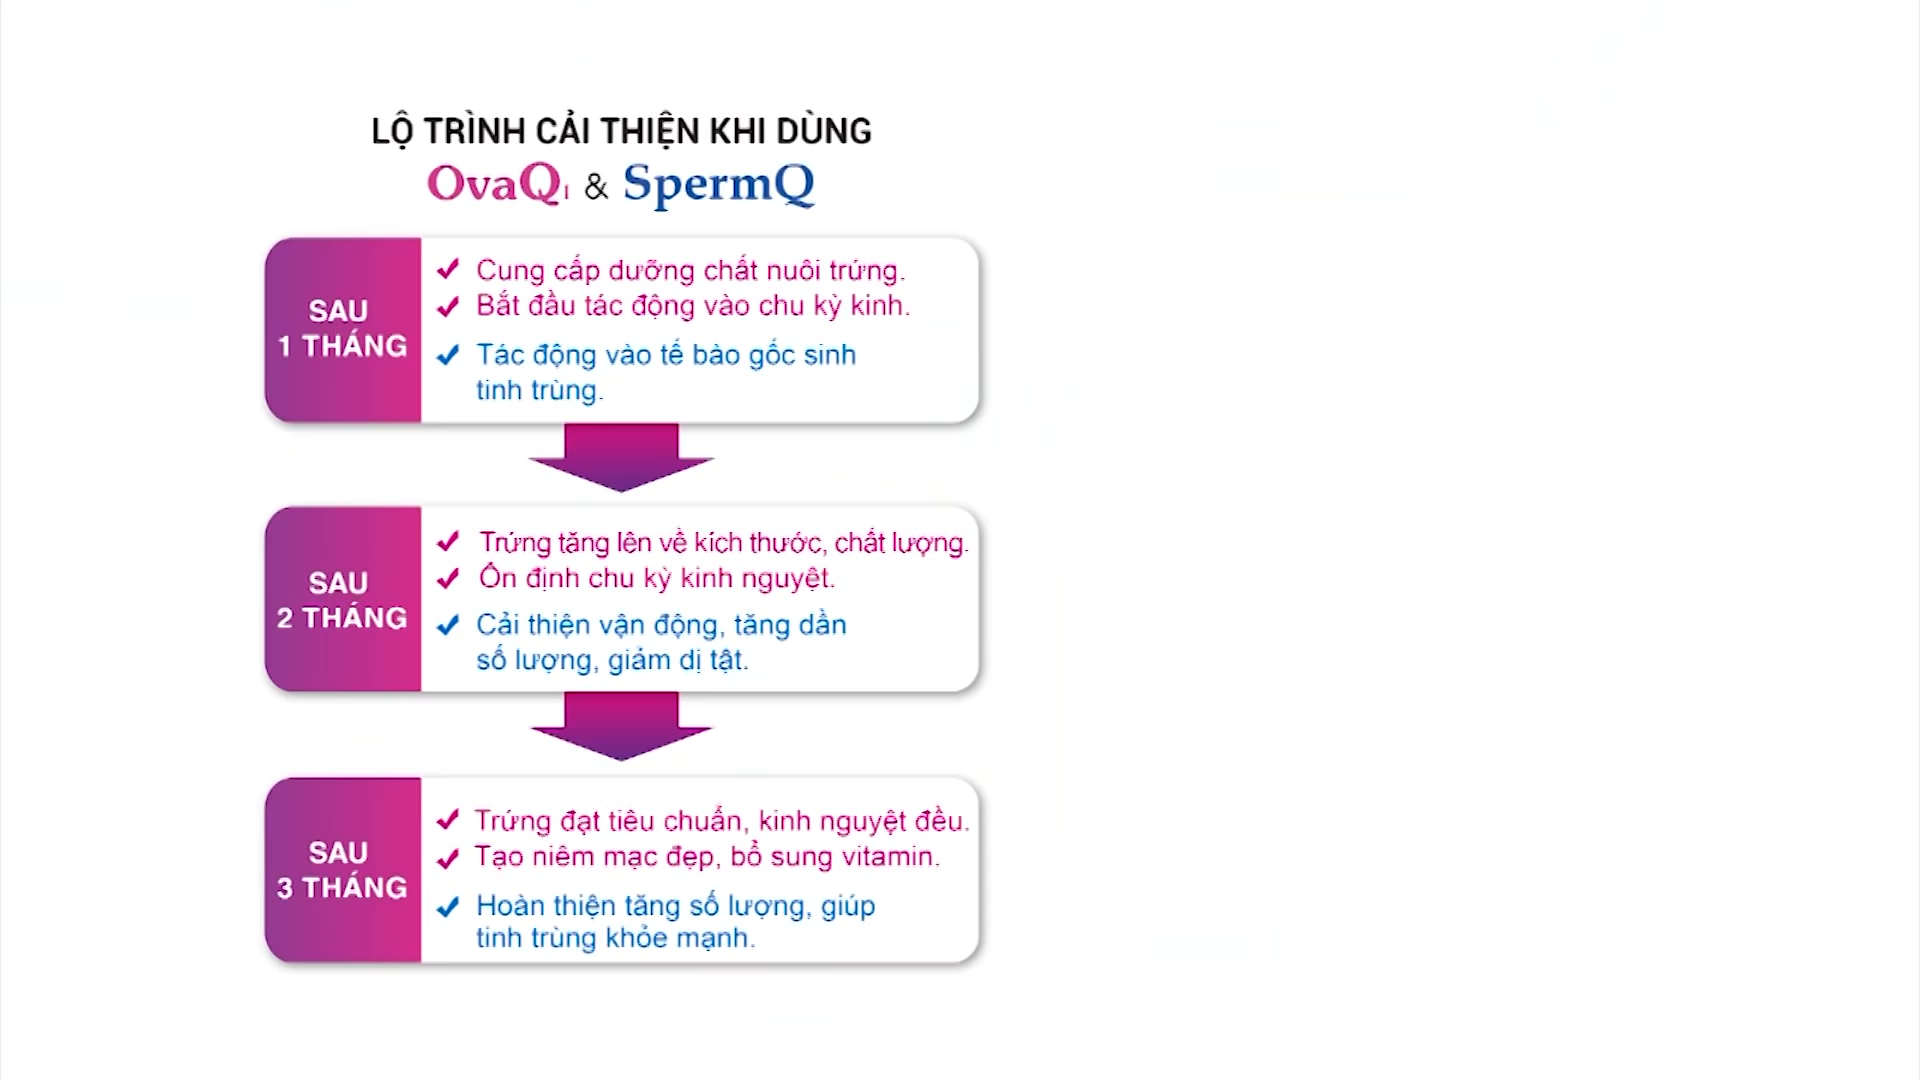 LỘ TRÌNH CẢI THIỆN KHI DÙNG
OvaQ1 & SpermQ
SAU
1 THÁNG
Cung cấp dưỡng chất nuôi trứng.
Bắt đầu tác động vào chu kỳ kinh.
Tác động vào tế bào gốc sinh
tinh trùng.
SAU
2 THÁNG
Trứng tăng lên về kích thước, chất lượng.
Ổn định chu kỳ kinh nguyệt.
Cải thiện vận động, tăng dần
số lượng, giảm dị tật.
SAU
3 THÁNG
Trứng đạt tiêu chuẩn, kinh nguyệt đều.
Tạo niêm mạc đẹp, bổ sung vitamin.
Hoàn thiện tăng số lượng, giúp
tinh trùng khỏe mạnh.